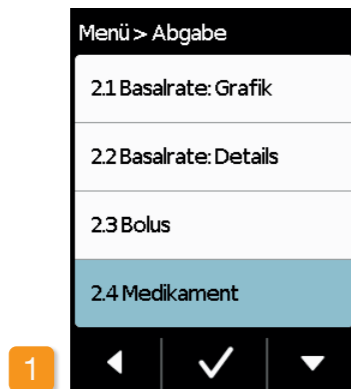 Menü > Abgabe
2.1 Basalrate: Grafik
2.2 Basalrate: Details
2.3 Bolus
2.4 Medikament
1